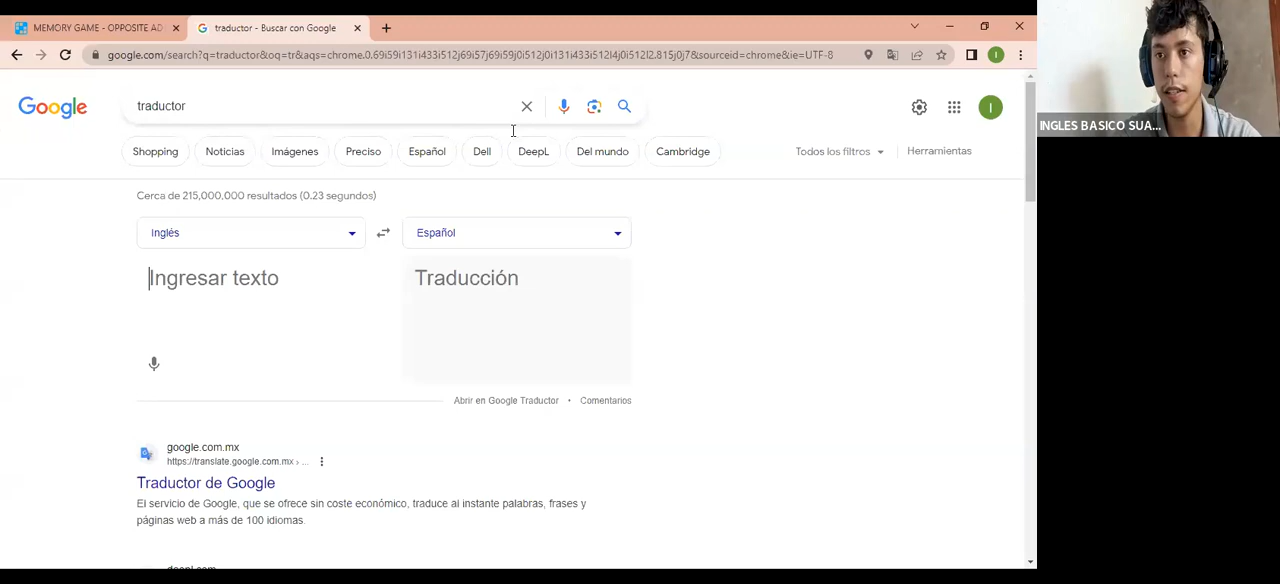 MEMORY GAME - OPPOSITE AD
traductor - Buscar con Google
google.com/search?q=traductor&oq=tr&aqs=chrome.0.69i59i131i433i512j69i57j69i59j0i512j0i131i433i512l4j0i512l2.815j0j7&sourceid=chrome&ie=UTF-8
I
INGLES BASICO SUA...
Google
traductor
I
Shopping
Noticias
Imágenes
Preciso
Español
Dell
DeepL
Del mundo
Cambridge
Todos los filtros
Herramientas
Cerca de 215,000,000 resultados (0.23 segundos)
Inglés
Español
Ingresar texto
Traducción
Abrir en Google Traductor • Comentarios
google.com.mx
https://translate.google.com.mx › ...
Traductor de Google
El servicio de Google, que se ofrece sin coste económico, traduce al instante palabras, frases y
páginas web a más de 100 idiomas.